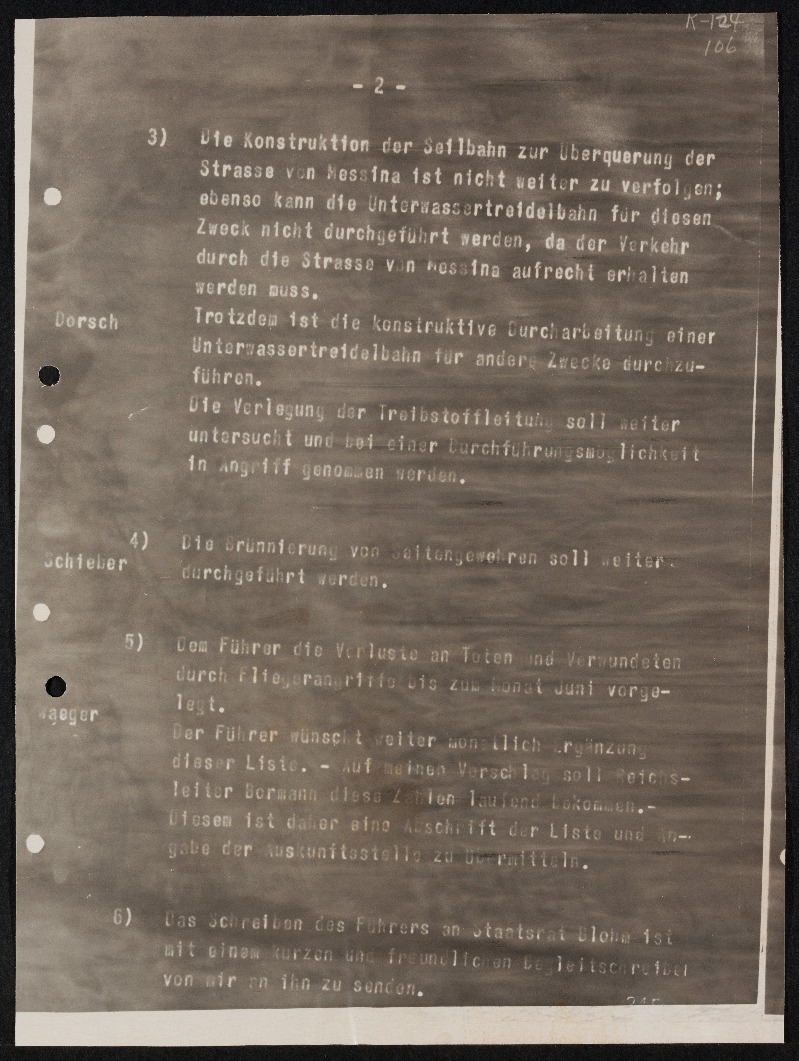 K-124
106
- 2 -
3) Die Konstruktion der Seilbahn zur Überquerung der
Strasse von Messina ist nicht weiter zu verfolgen;
ebenso kann die Unterwassertreidelbahn für diesen
Zweck nicht durchgeführt werden, da der Verkehr
durch die Strasse von Messina aufrecht erhalten
werden muss.
Dorsch Trotzdem ist die konstruktive Durcharbeitung einer
Unterwassertreidelbahn für andere Zwecke durchzu-
führen.
Die Verlegung der Treibstoffleitung soll weiter
untersucht und bei einer Durchführungsmöglichkeit
in Angriff genommen werden.
4) Die Brünnierung von Seitengewehren soll weiter
Schieber durchgeführt werden.
5) Dem Führer die Verluste an Toten und Verwundeten
durch Fliegerangriffe bis zum Monat Juni vorge-
Waeger legt.
Der Führer wünscht weiter monatlich Ergänzung
dieser Liste. - Auf meinen Vorschlag soll Reichs-
leiter Bormann diese Zahlen laufend bekommen.-
Diesem ist daher eine Abschrift der Liste und An-
gabe der Auskunftsstelle zu übermitteln.
6) Das Schreiben des Führers an Staatsrat Blohm ist
mit einem kurzen und freundlichen Begleitschreiben
von mir an ihn zu senden.